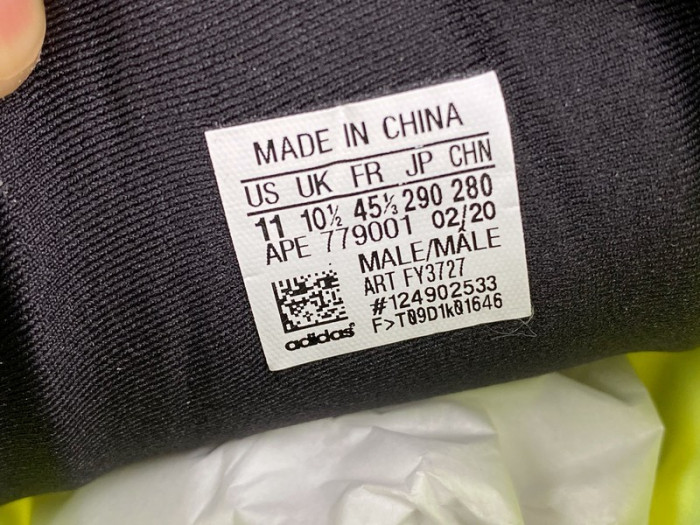 MADE IN CHINA
US UK FR JP CHN
11 10½ 45⅓ 290 280
APE 779001 02/20
MALE/MÂLE
ART FY3727
#124902533
F>T09D1k01646
adidas